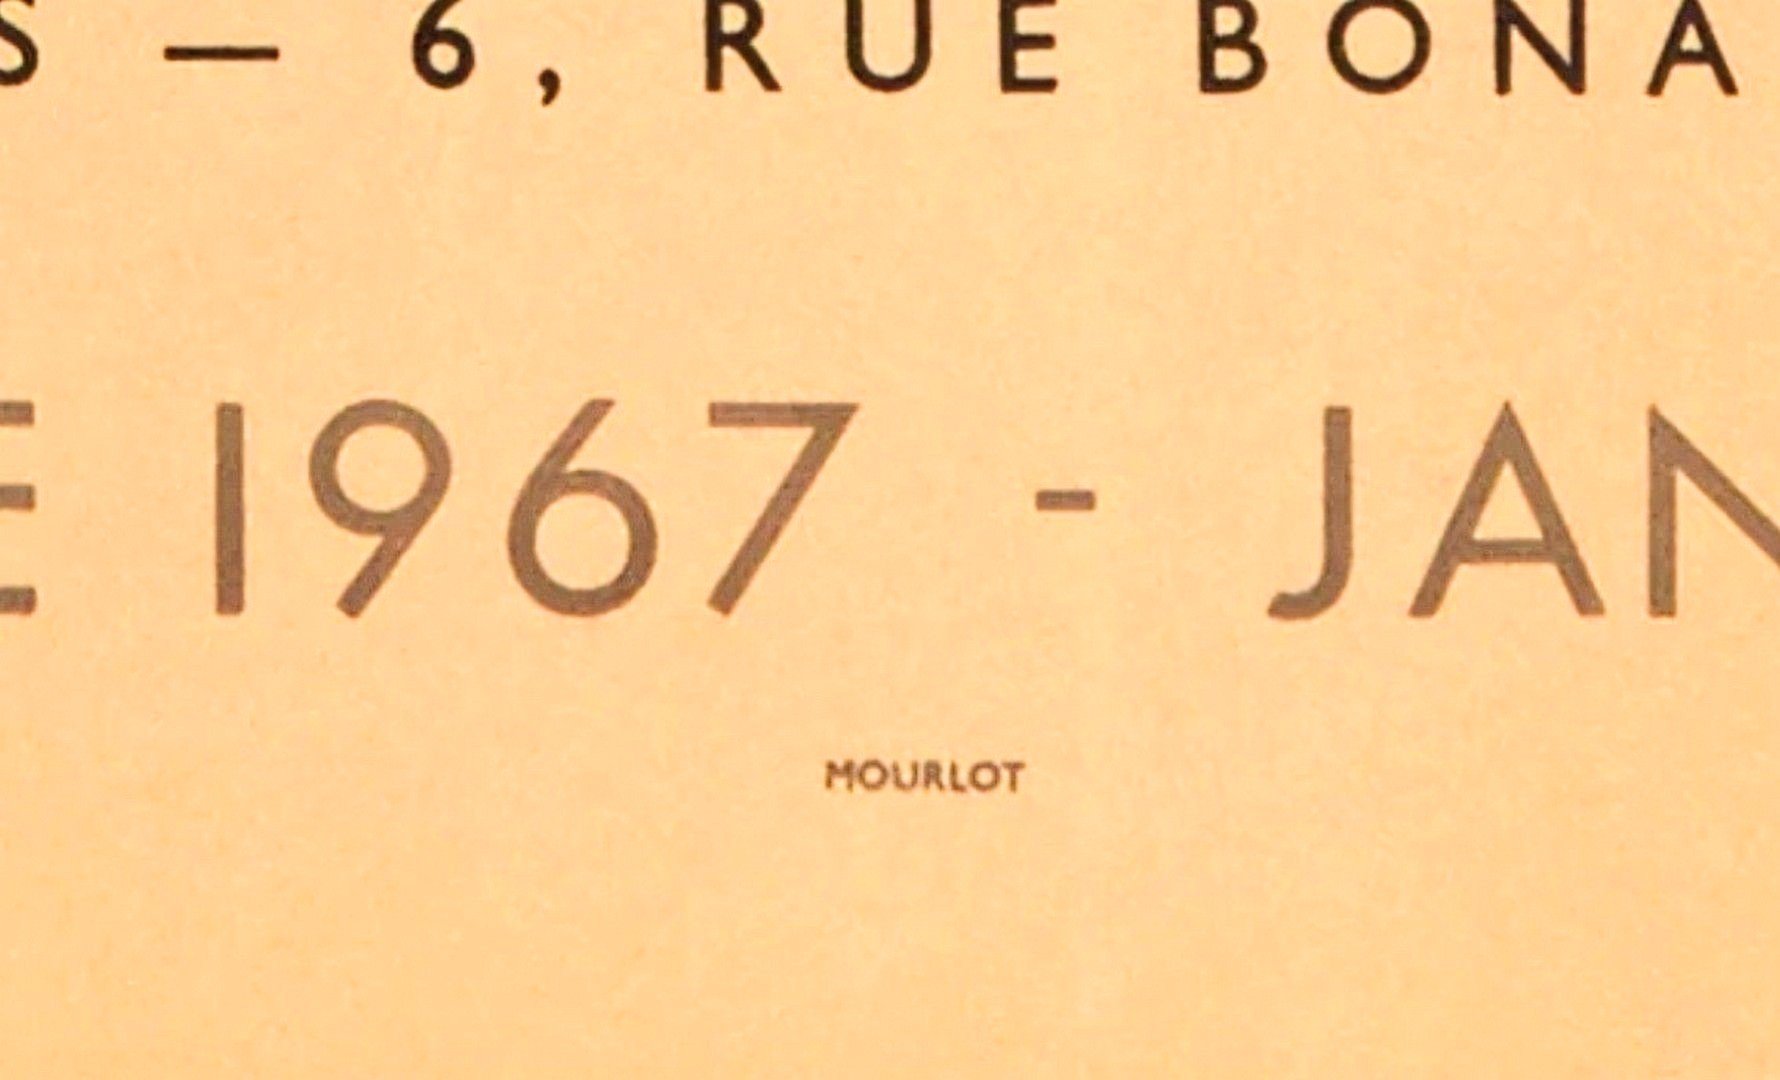 S — 6, RUE BONA
E 1967 - JAN
MOURLOT